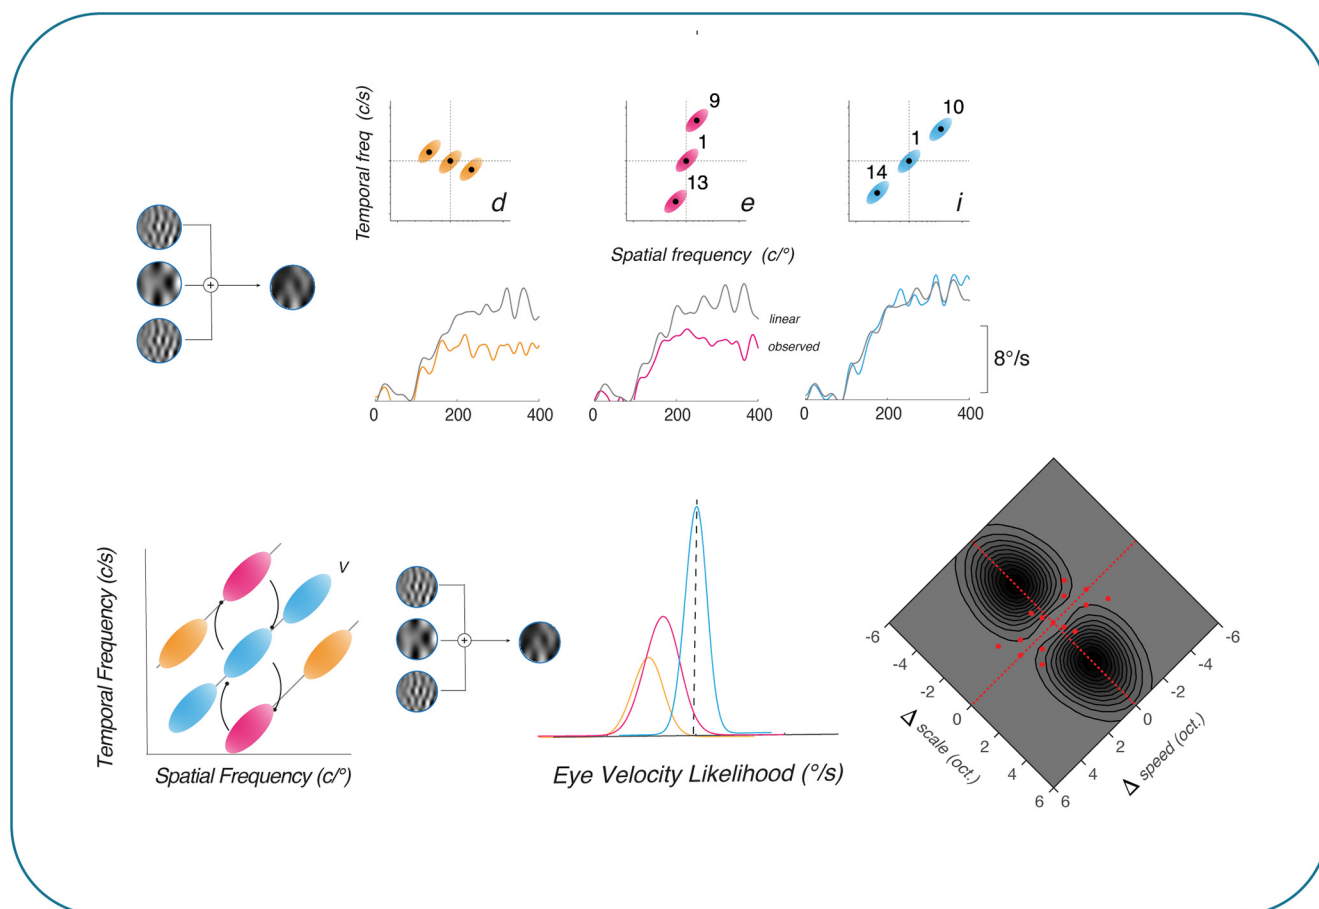 Temporal freq (c/s)
9
10
1
1
14
13
d
e
i
Spatial frequency (c/°)
linear
observed
8°/s
0
200
400
0
200
400
0
200
400
Temporal Frequency (c/s)
v
Spatial Frequency (c/°)
Eye Velocity Likelihood (°/s)
-6
-4
-2
0
2
4
6
Δ scale (oct.)
-6
-4
-2
0
2
4
6
Δ speed (oct.)